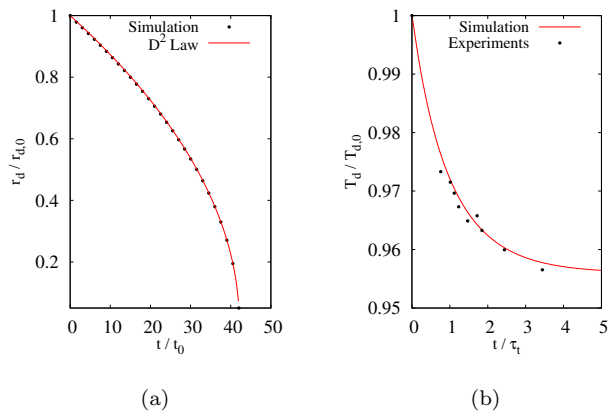 Simulation
D² Law
1
0.8
0.6
0.4
0.2
r_d / r_{d,0}
0 10 20 30 40 50
t / t_0
(a)
Simulation
Experiments
1
0.99
0.98
0.97
0.96
0.95
T_d / T_{d,0}
0 1 2 3 4 5
t / τ_t
(b)